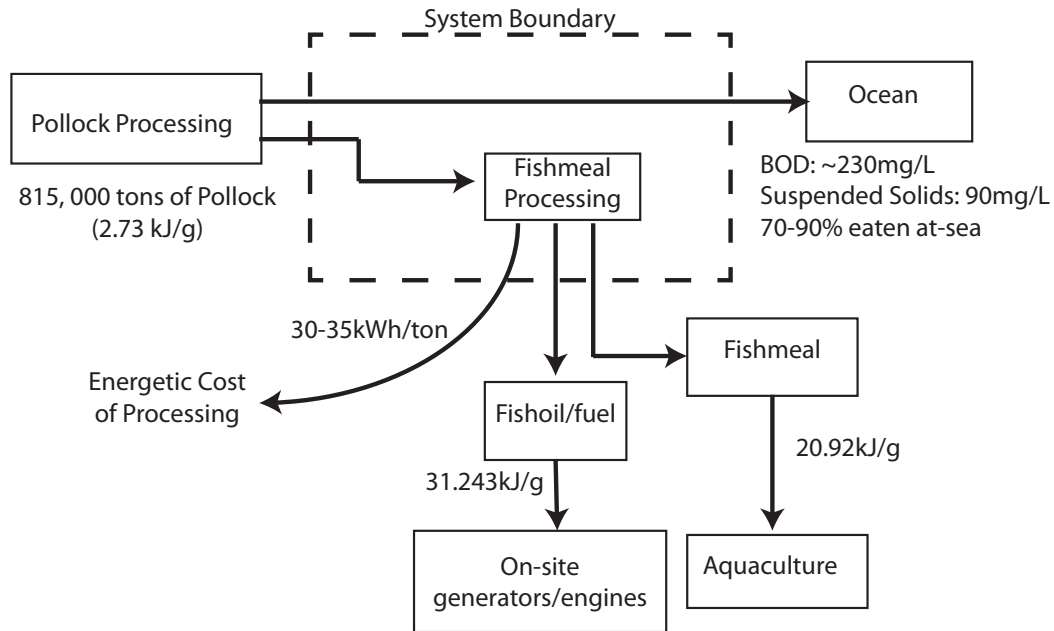 System Boundary
Pollock Processing
Ocean
815, 000 tons of Pollock
(2.73 kJ/g)
Fishmeal
Processing
BOD: ~230mg/L
Suspended Solids: 90mg/L
70-90% eaten at-sea
30-35kWh/ton
Energetic Cost
of Processing
Fishoil/fuel
Fishmeal
31.243kJ/g
20.92kJ/g
On-site
generators/engines
Aquaculture